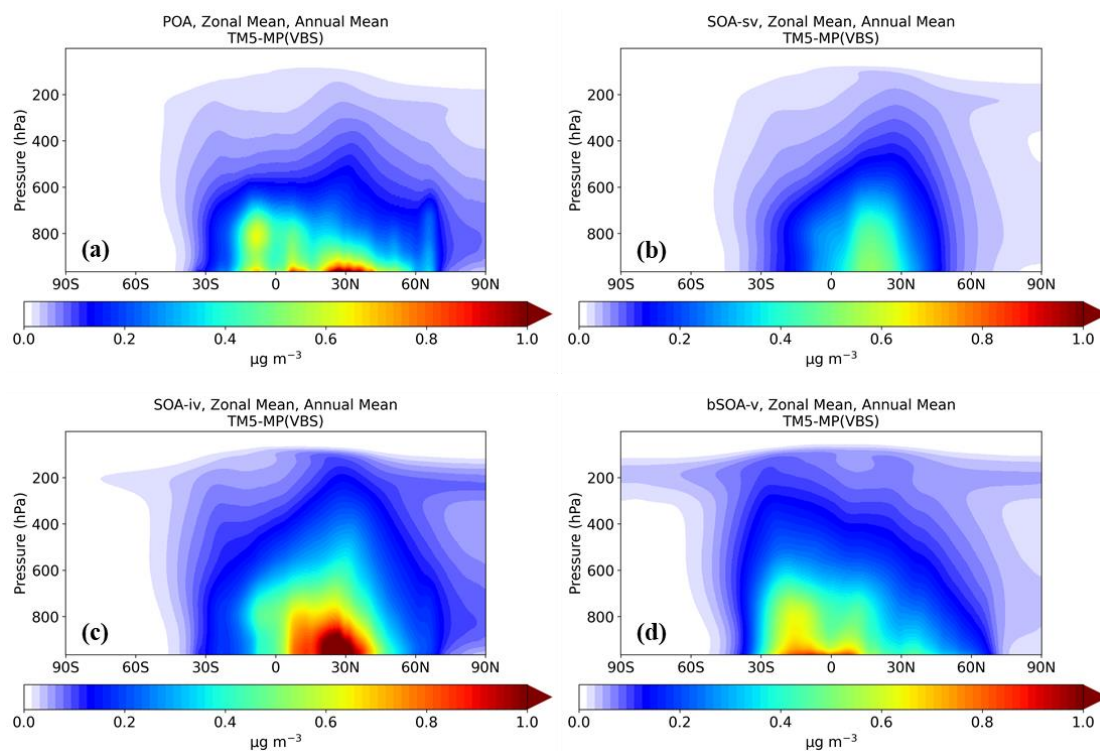 POA, Zonal Mean, Annual Mean
TM5-MP(VBS)
Pressure (hPa)
200
400
600
800
(a)
90S 60S 30S 0 30N 60N 90N
0.0 0.2 0.4 0.6 0.8 1.0
µg m⁻³
SOA-sv, Zonal Mean, Annual Mean
TM5-MP(VBS)
Pressure (hPa)
200
400
600
800
(b)
90S 60S 30S 0 30N 60N 90N
0.0 0.2 0.4 0.6 0.8 1.0
µg m⁻³
SOA-iv, Zonal Mean, Annual Mean
TM5-MP(VBS)
Pressure (hPa)
200
400
600
800
(c)
90S 60S 30S 0 30N 60N 90N
0.0 0.2 0.4 0.6 0.8 1.0
µg m⁻³
bSOA-v, Zonal Mean, Annual Mean
TM5-MP(VBS)
Pressure (hPa)
200
400
600
800
(d)
90S 60S 30S 0 30N 60N 90N
0.0 0.2 0.4 0.6 0.8 1.0
µg m⁻³